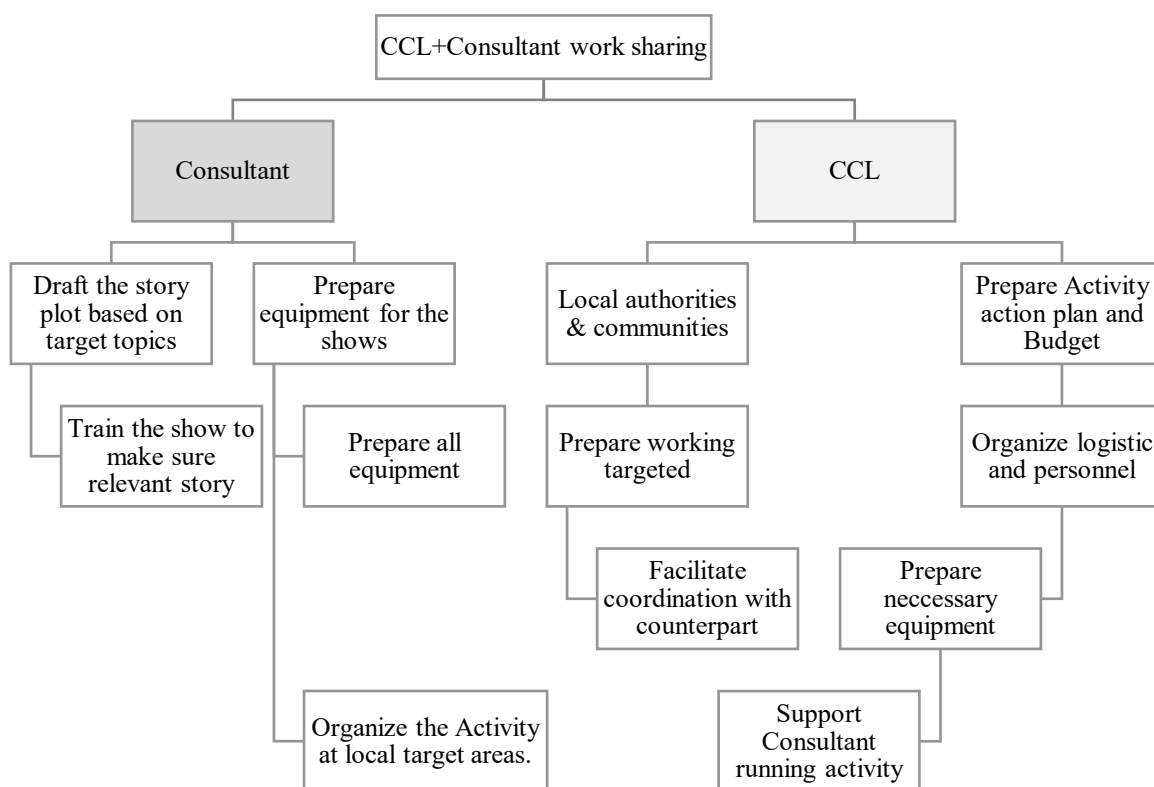 CCL+Consultant work sharing
Consultant
CCL
Draft the story
plot based on
target topics
Prepare
equipment for the
shows
Local authorities
& communities
Prepare Activity
action plan and
Budget
Train the show to
make sure
relevant story
Prepare all
equipment
Prepare working
targeted
Organize logistic
and personnel
Facilitate
coordination with
counterpart
Prepare
neccessary
equipment
Organize the Activity
at local target areas.
Support
Consultant
running activity